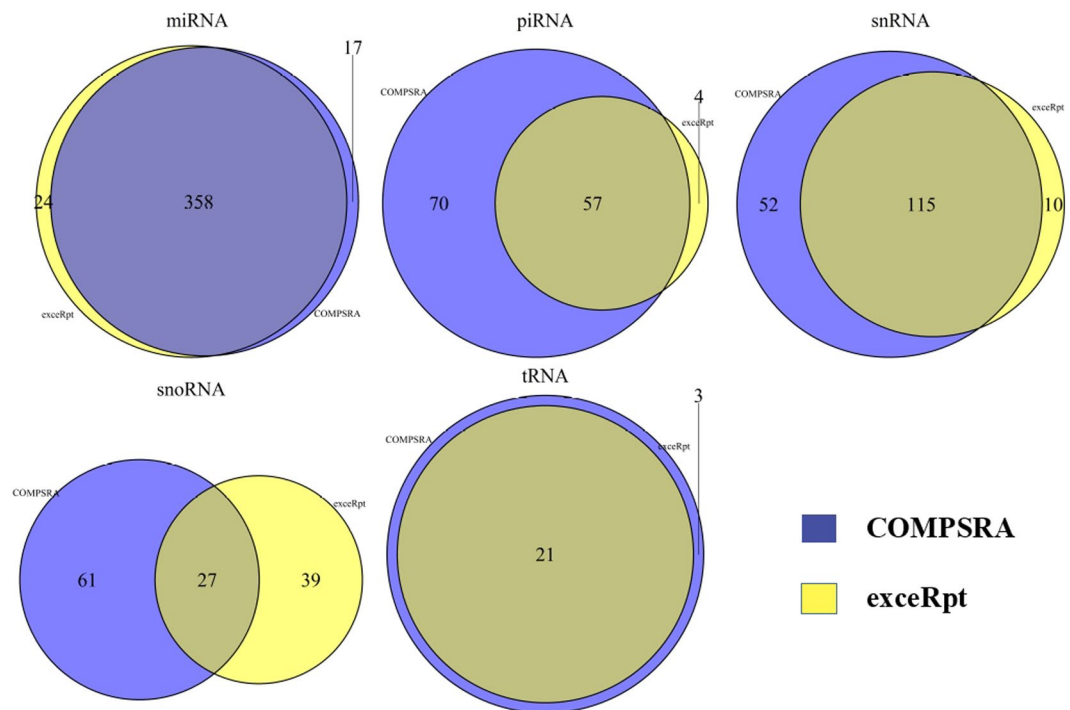 miRNA
17
24
358
exceRpt
COMPSRA
piRNA
COMPSRA
4
exceRpt
70
57
snRNA
COMPSRA
exceRpt
52
115
10
snoRNA
COMPSRA
exceRpt
61
27
39
tRNA
3
COMPSRA
exceRpt
21
COMPSRA
exceRpt